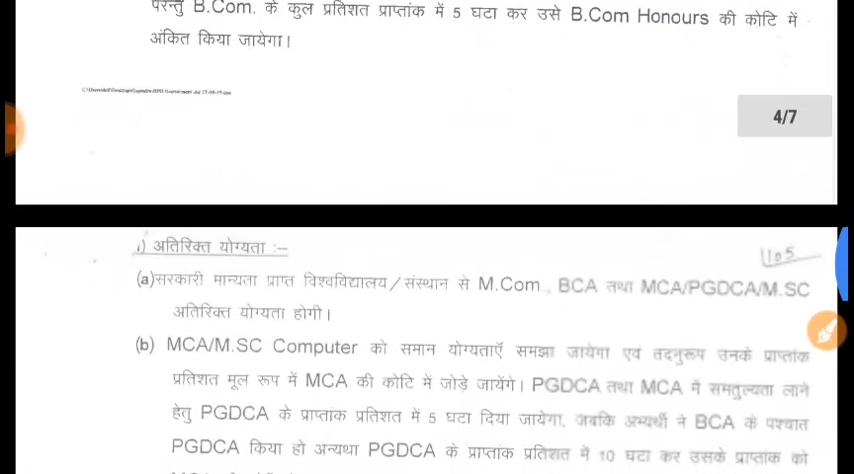 परन्तु B.Com. के कुल प्रतिशत प्राप्तांक में 5 घटा कर उसे B.Com Honours की कोटि में
अंकित किया जायेगा।
4/7
) अतिरिक्त योग्यता :–
1105
(a)सरकारी मान्यता प्राप्त विश्वविद्यालय/संस्थान से M.Com., BCA तथा MCA/PGDCA/M.SC
अतिरिक्त योग्यता होगी।
(b) MCA/M.SC Computer को समान योग्यताएँ समझा जायेगा एवं तदनुरूप उनके प्राप्तांक
प्रतिशत मूल रूप में MCA की कोटि में जोड़े जायेंगे। PGDCA तथा MCA में समतुल्यता लाने
हेतु PGDCA के प्राप्तांक प्रतिशत में 5 घटा दिया जायेगा, जबकि अभ्यर्थी ने BCA के पश्चात
PGDCA किया हो अन्यथा PGDCA के प्राप्तांक प्रतिशत में 10 घटा कर उसके प्राप्तांक को